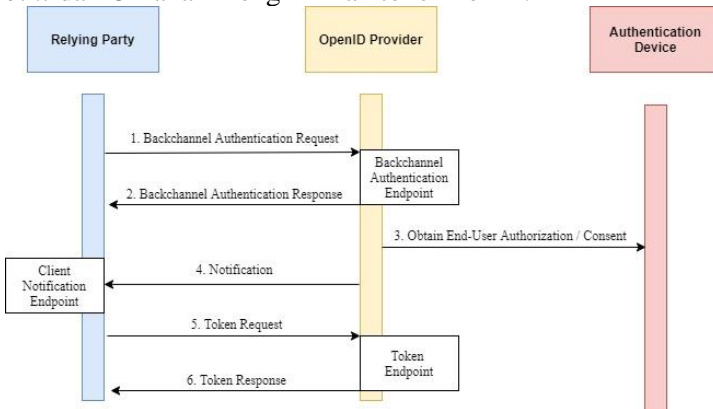 Relying Party
OpenID Provider
Authentication
Device
1. Backchannel Authentication Request
Backchannel
Authentication
Endpoint
2. Backchannel Authentication Response
3. Obtain End-User Authorization / Consent
Client
Notification
Endpoint
4. Notification
5. Token Request
Token
Endpoint
6. Token Response